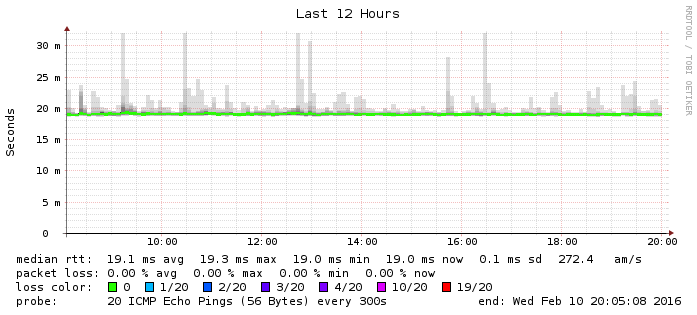 Last 12 Hours
RRDTOOL / TOBI OETIKER
Seconds
30 m
25 m
20 m
15 m
10 m
5 m
0
10:00 12:00 14:00 16:00 18:00 20:00
median rtt: 19.1 ms avg 19.3 ms max 19.0 ms min 19.0 ms now 0.1 ms sd 272.4 am/s
packet loss: 0.00 % avg 0.00 % max 0.00 % min 0.00 % now
loss color: 0 1/20 2/20 3/20 4/20 10/20 19/20
probe: 20 ICMP Echo Pings (56 Bytes) every 300s end: Wed Feb 10 20:05:08 2016